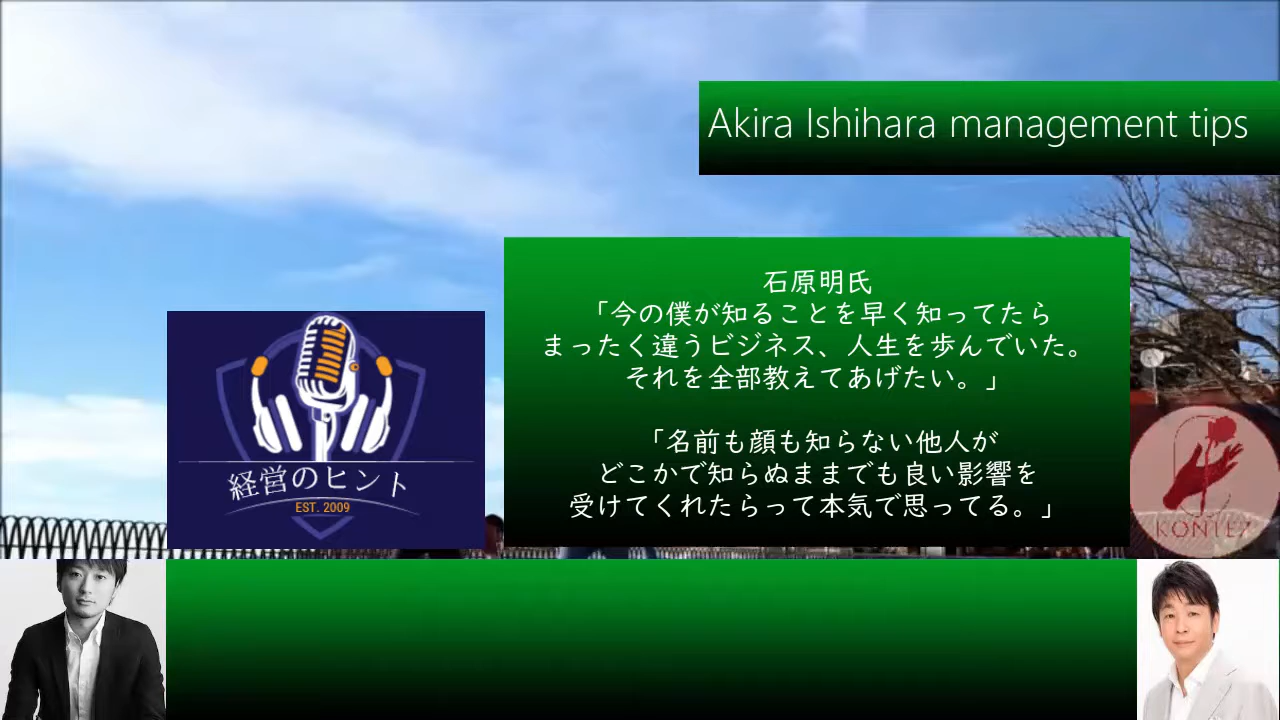 Akira Ishihara management tips
石原明氏
「今の僕が知ることを早く知ってたら
まったく違うビジネス、人生を歩んでいた。
それを全部教えてあげたい。」
「名前も顔も知らない他人が
どこかで知らぬままでも良い影響を
受けてくれたらって本気で思ってる。」
経営のヒント
EST. 2009